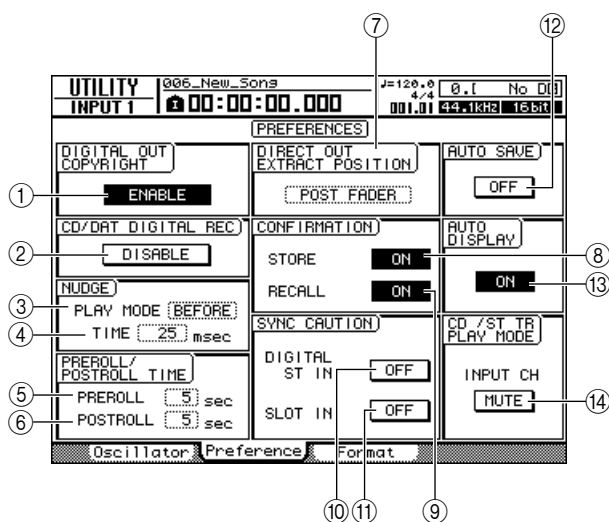 ⑦ ⑫
UTILITY
INPUT 1
006_New_Song
00:00:00.000
♩=120.0
4/4
001.01
0.[ No DD]
44.1kHz 16bit
PREFERENCES
DIGITAL OUT
COPYRIGHT
① ENABLE
DIRECT OUT
EXTRACT POSITION
POST FADER
AUTO SAVE
OFF
CD/DAT DIGITAL REC
② DISABLE
CONFIRMATION
STORE ON ⑧
RECALL ON
AUTO
DISPLAY
ON ⑬
NUDGE
③ PLAY MODE BEFORE
④ TIME 25 msec
SYNC CAUTION
DIGITAL
ST IN OFF
SLOT IN OFF
CD /ST TR
PLAY MODE
INPUT CH
MUTE ⑭
PREROLL/
POSTROLL TIME
⑤ PREROLL 5 sec
⑥ POSTROLL 5 sec
Oscillator Preference Format
⑩ ⑪ ⑨